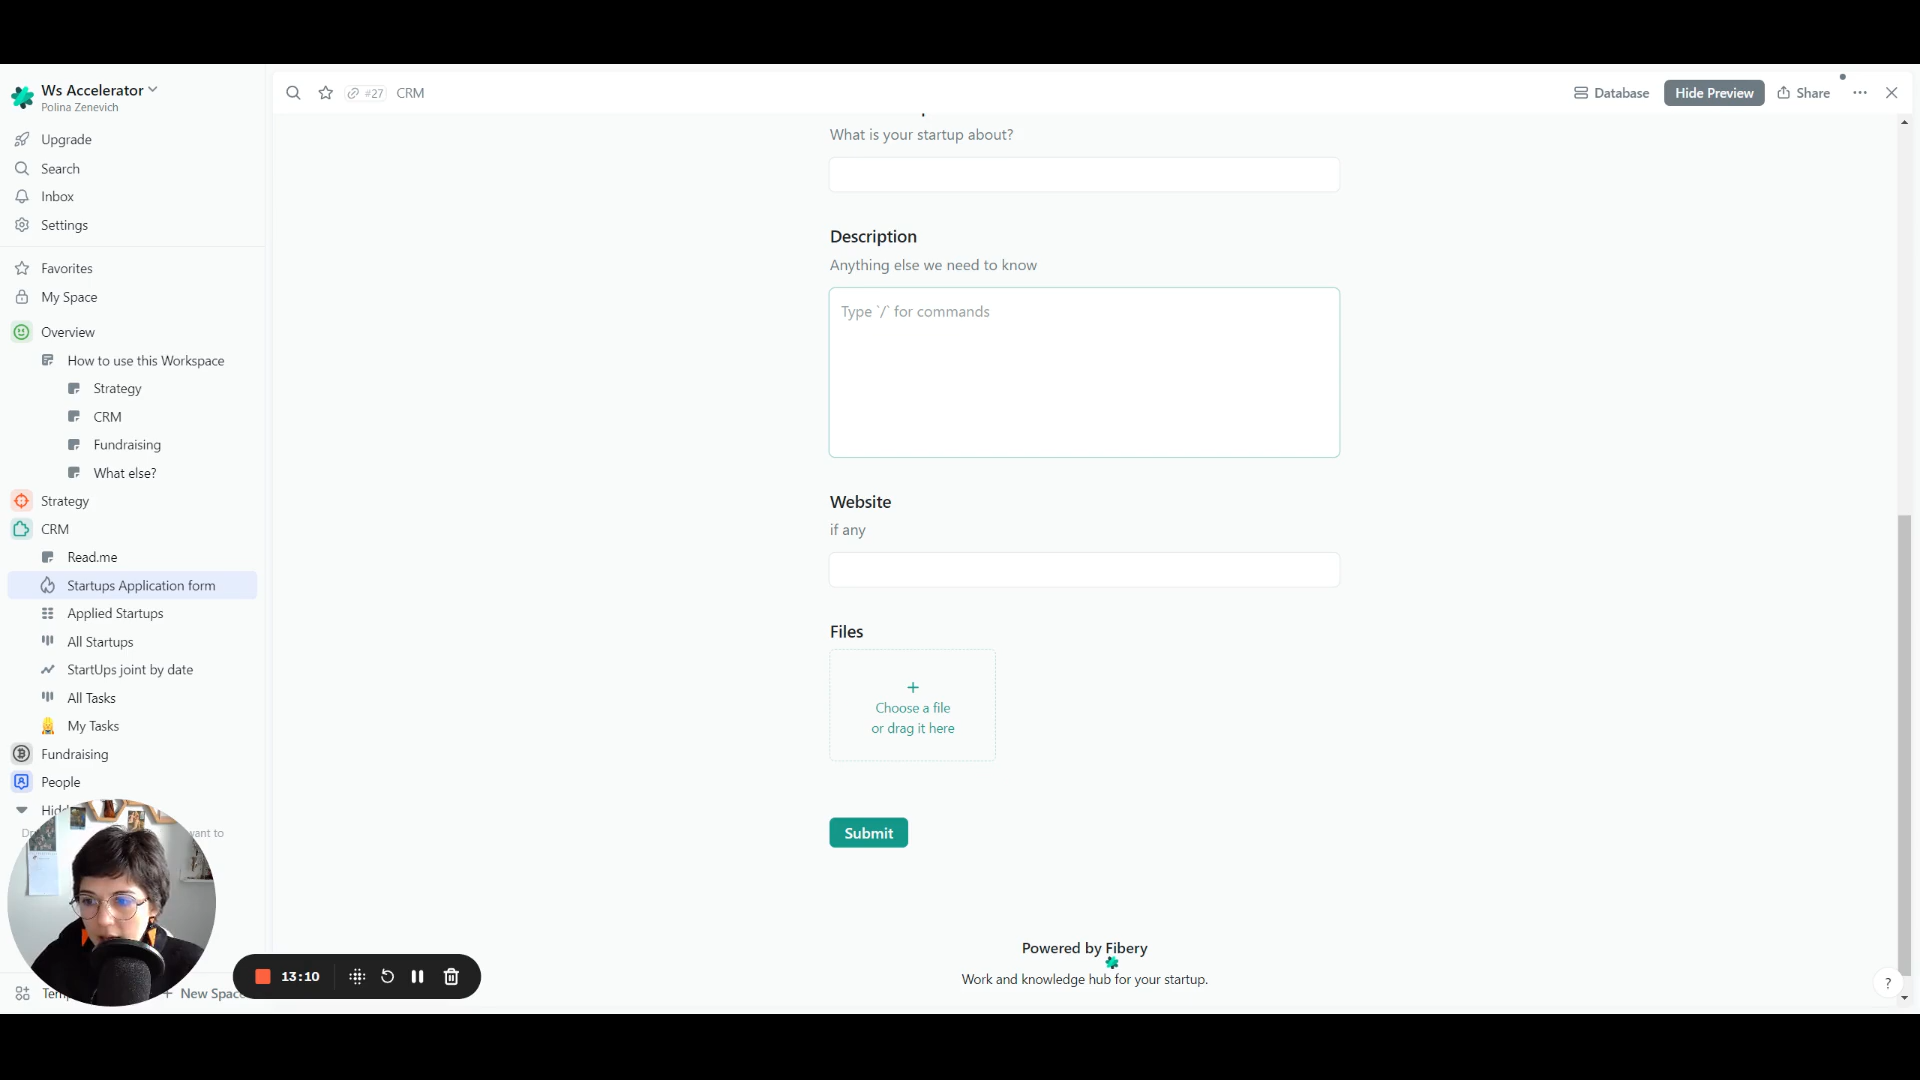 Ws Accelerator
Polina Zenevich
Upgrade
Search
Inbox
Settings
Favorites
My Space
Overview
How to use this Workspace
Strategy
CRM
Fundraising
What else?
Strategy
CRM
Read.me
Startups Application form
Applied Startups
All Startups
StartUps joint by date
All Tasks
My Tasks
Fundraising
People
want to
New Space
13:10
#27 CRM
Database
Hide Preview
Share
What is your startup about?
Description
Anything else we need to know
Type `/` for commands
Website
if any
Files
+
Choose a file
or drag it here
Submit
Powered by Fibery
Work and knowledge hub for your startup.
?